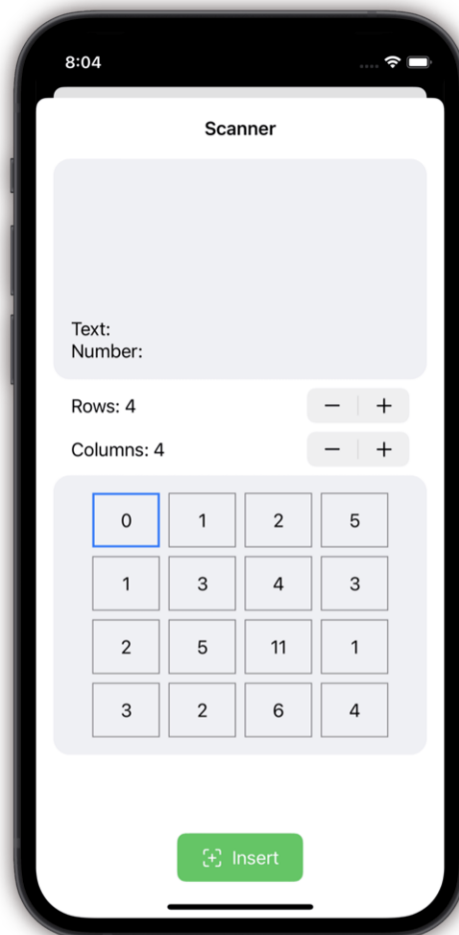 8:04
Scanner
Text:
Number:
Rows: 4
− +
Columns: 4
− +
0 1 2 5
1 3 4 3
2 5 11 1
3 2 6 4
Insert